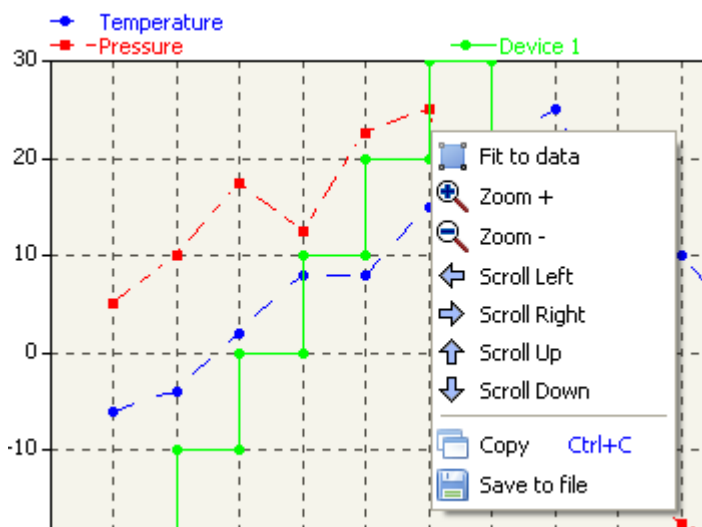 Temperature
Pressure
Device 1
30
20
10
0
-10
Fit to data
Zoom +
Zoom -
Scroll Left
Scroll Right
Scroll Up
Scroll Down
Copy Ctrl+C
Save to file